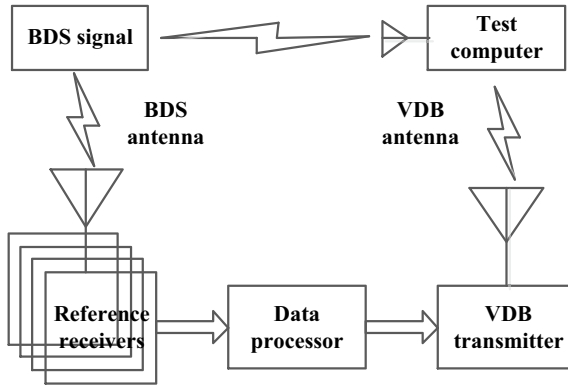 BDS signal
Test
computer
BDS
antenna
VDB
antenna
Reference
receivers
Data
processor
VDB
transmitter